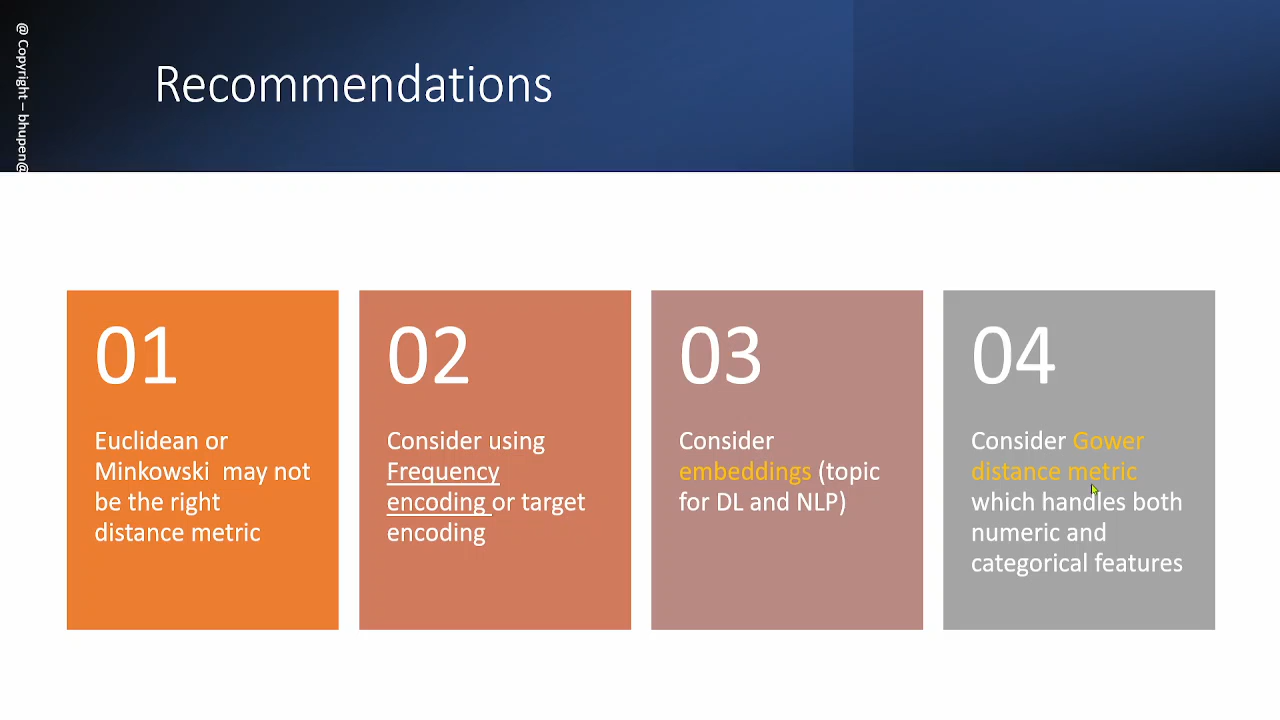 @ Copyright – bhupen@
Recommendations
01
Euclidean or
Minkowski may not
be the right
distance metric
02
Consider using
Frequency
encoding or target
encoding
03
Consider
embeddings (topic
for DL and NLP)
04
Consider Gower
distance metric
which handles both
numeric and
categorical features